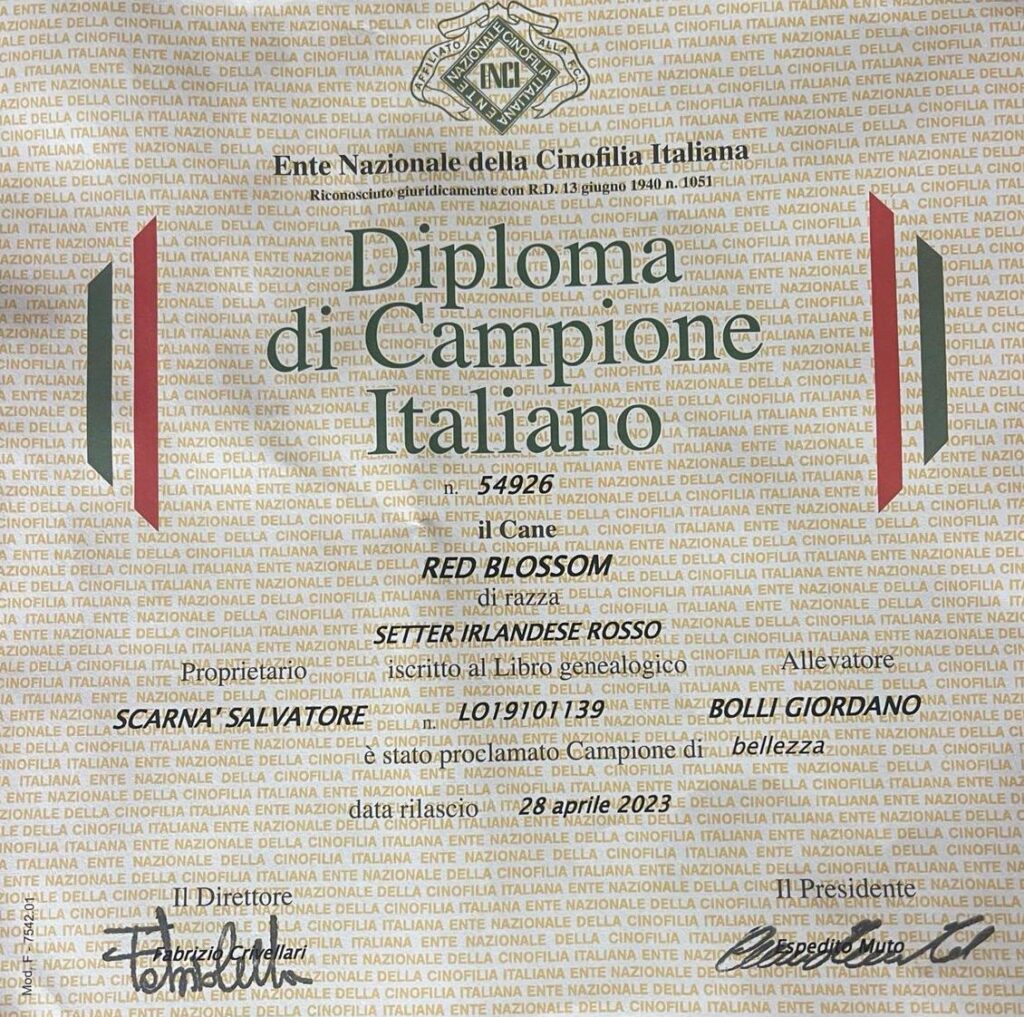 AFFILIATO ALLA F.C.I.
ENTE NAZIONALE CINOFILIA ITALIANA
ENCI
Ente Nazionale della Cinofilia Italiana
Riconosciuto giuridicamente con R.D. 13 giugno 1940 n. 1051
Diploma
di Campione
Italiano
n. 54926
il Cane
RED BLOSSOM
di razza
SETTER IRLANDESE ROSSO
Proprietario iscritto al Libro genealogico Allevatore
SCARNA' SALVATORE n. LO19101139 BOLLI GIORDANO
è stato proclamato Campione di bellezza
data rilascio 28 aprile 2023
Il Direttore Il Presidente
Fabrizio Crivellari Espedito Muto
Mod. F - 7542.01